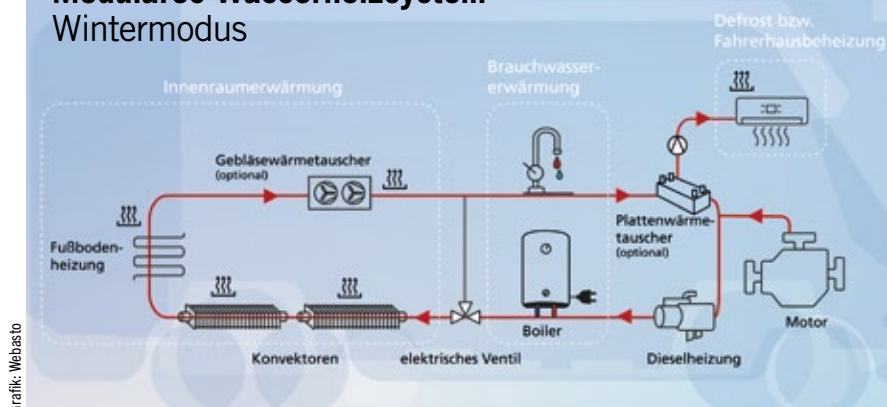 Wintermodus
Defrost bzw.
Fahrerhausbeheizung
Brauchwasser-
erwärmung
Innenraumerwärmung
Gebläsewärmetauscher
(optional)
Fußboden-
heizung
Plattenwärme-
tauscher
(optional)
Boiler
Motor
Konvektoren
elektrisches Ventil
Dieselheizung
Grafik: Webasto